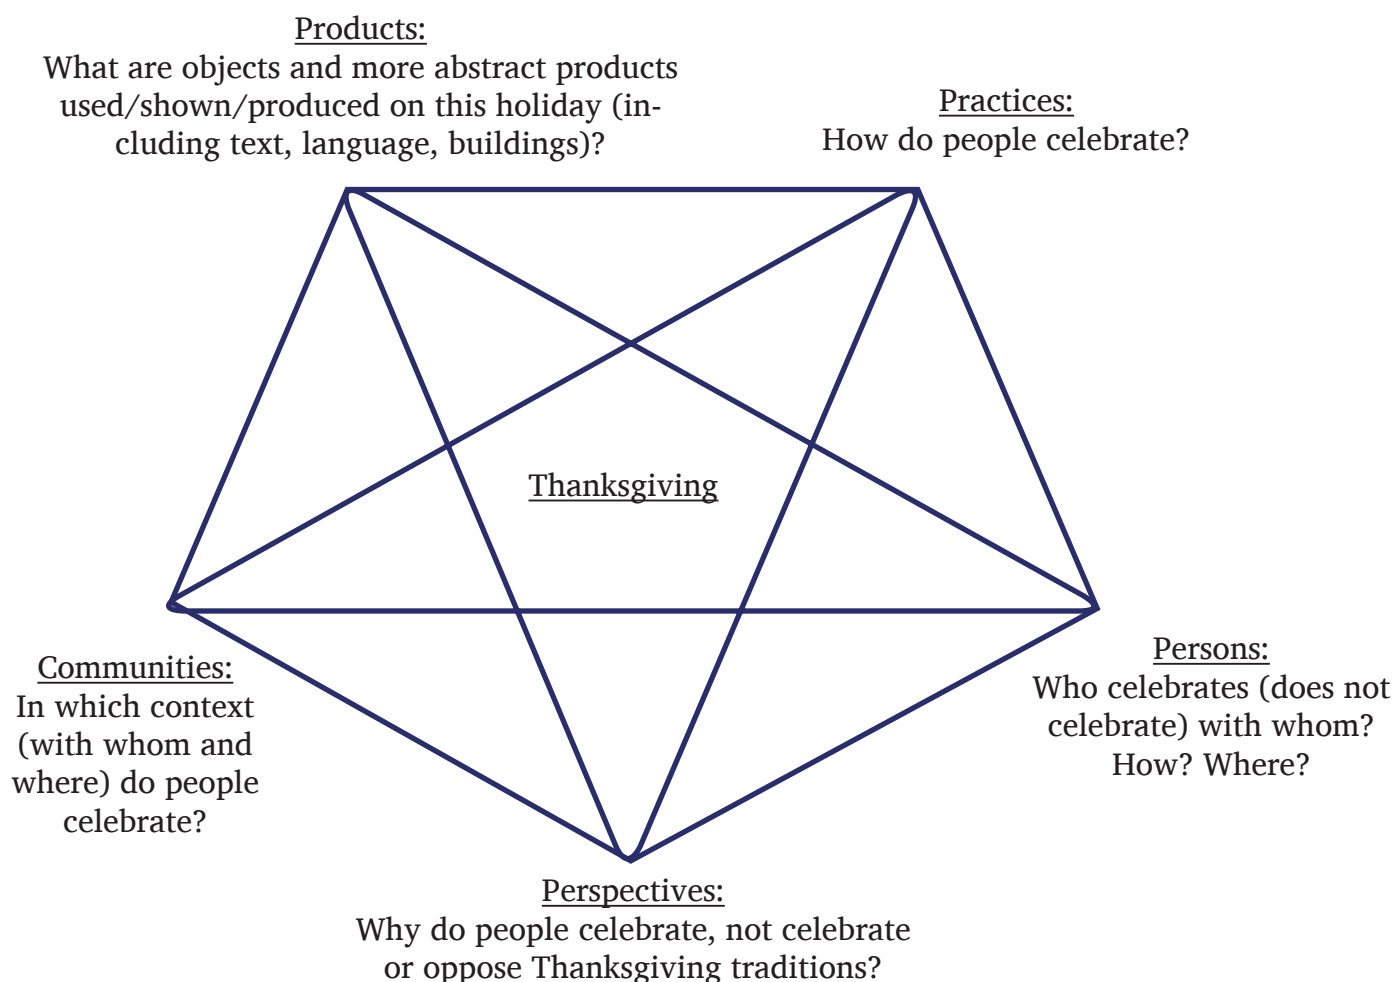 Products:
What are objects and more abstract products
used/shown/produced on this holiday (in-
cluding text, language, buildings)?
Practices:
How do people celebrate?
Thanksgiving
Communities:
In which context
(with whom and
where) do people
celebrate?
Persons:
Who celebrates (does not
celebrate) with whom?
How? Where?
Perspectives:
Why do people celebrate, not celebrate
or oppose Thanksgiving traditions?